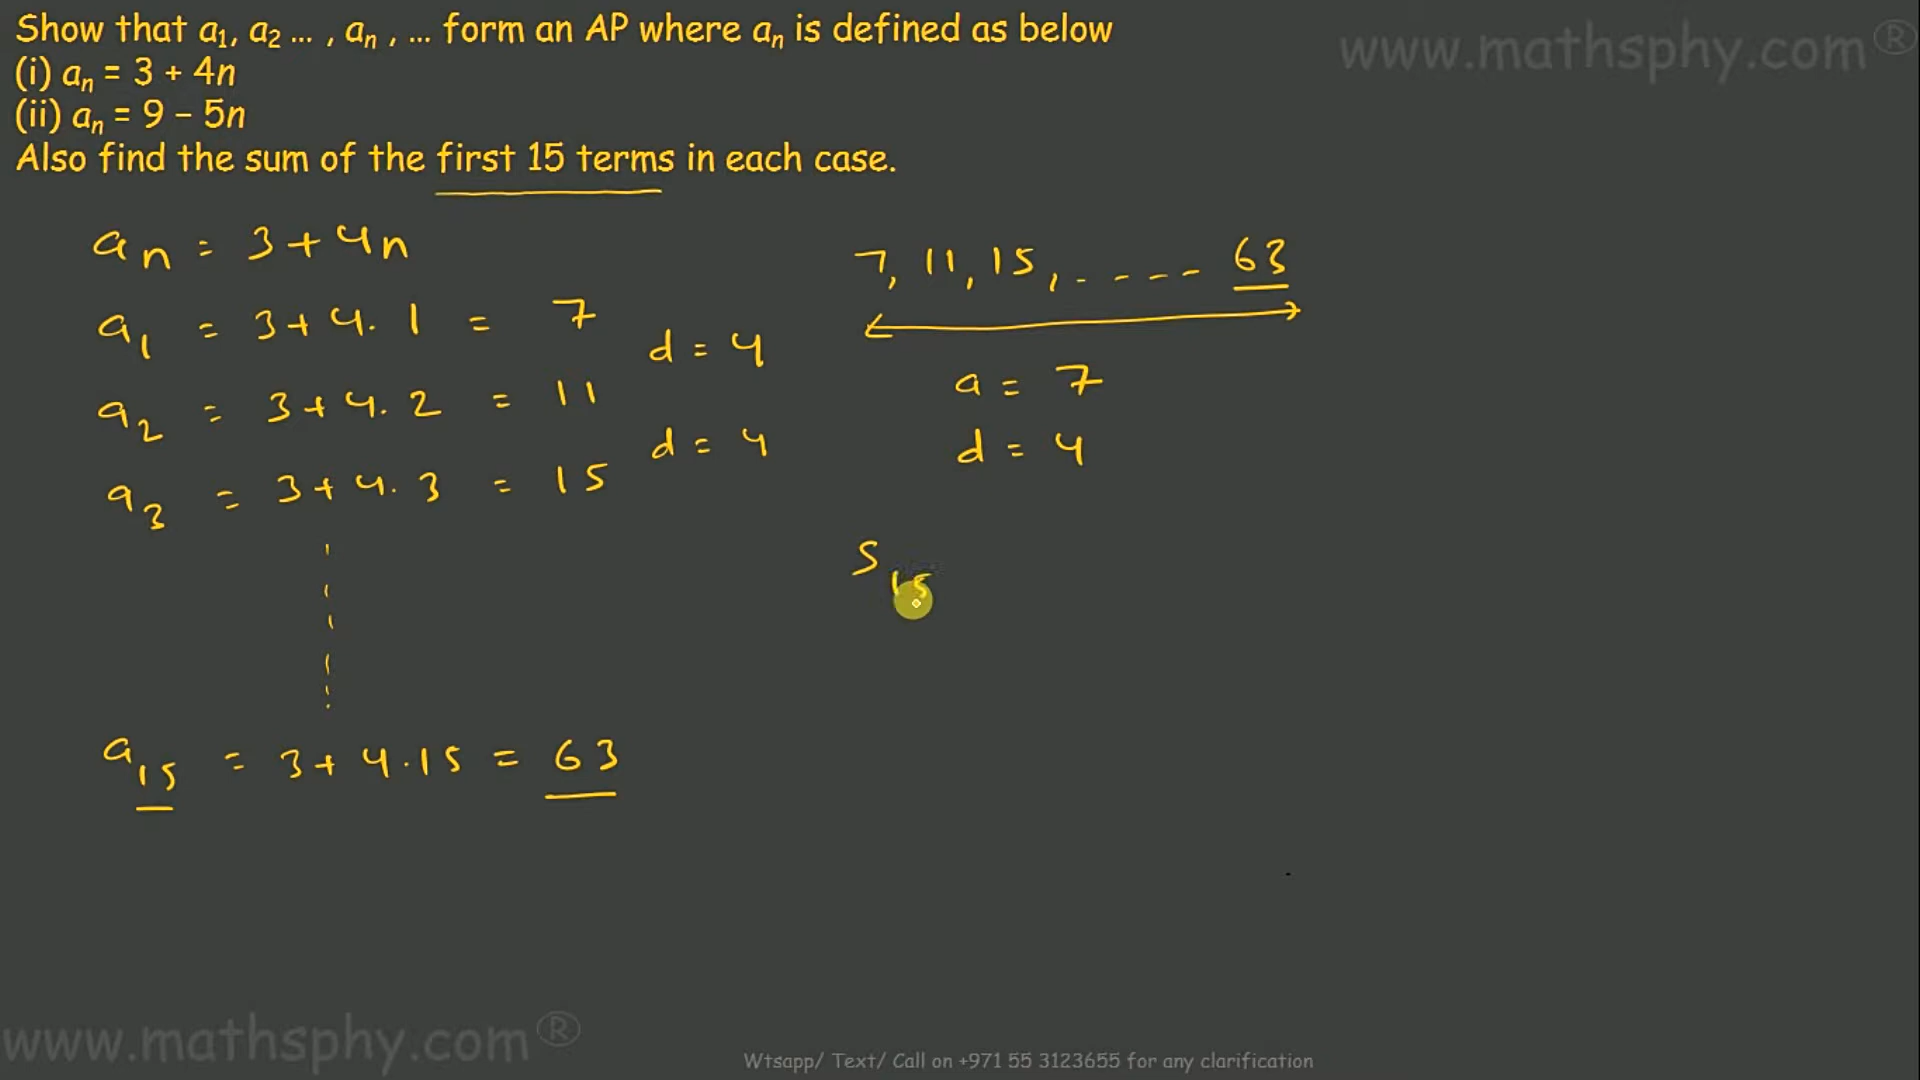 Show that a₁, a₂ ... , aₙ , ... form an AP where aₙ is defined as below
www.mathsphy.com®
(i) aₙ = 3 + 4n
(ii) aₙ = 9 – 5n
Also find the sum of the first 15 terms in each case.
aₙ = 3 + 4n
a₁ = 3 + 4 . 1 = 7
d = 4
a₂ = 3 + 4 . 2 = 11
d = 4
a₃ = 3 + 4 . 3 = 15
a₁₅ = 3 + 4 . 15 = 63
7, 11, 15, . - - - - 63
a = 7
d = 4
S₁₅
www.mathsphy.com®
Wtsapp/ Text/ Call on +971 55 3123655 for any clarification